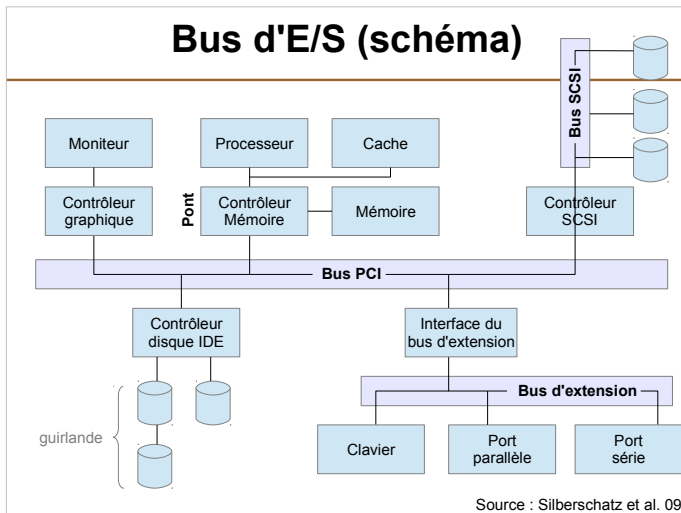 Bus d'E/S (schéma)
Bus SCSI
Moniteur
Processeur
Cache
Contrôleur
graphique
Pont
Contrôleur
Mémoire
Mémoire
Contrôleur
SCSI
Bus PCI
Contrôleur
disque IDE
Interface du
bus d'extension
Bus d'extension
guirlande
Clavier
Port
parallèle
Port
série
Source : Silberschatz et al. 09